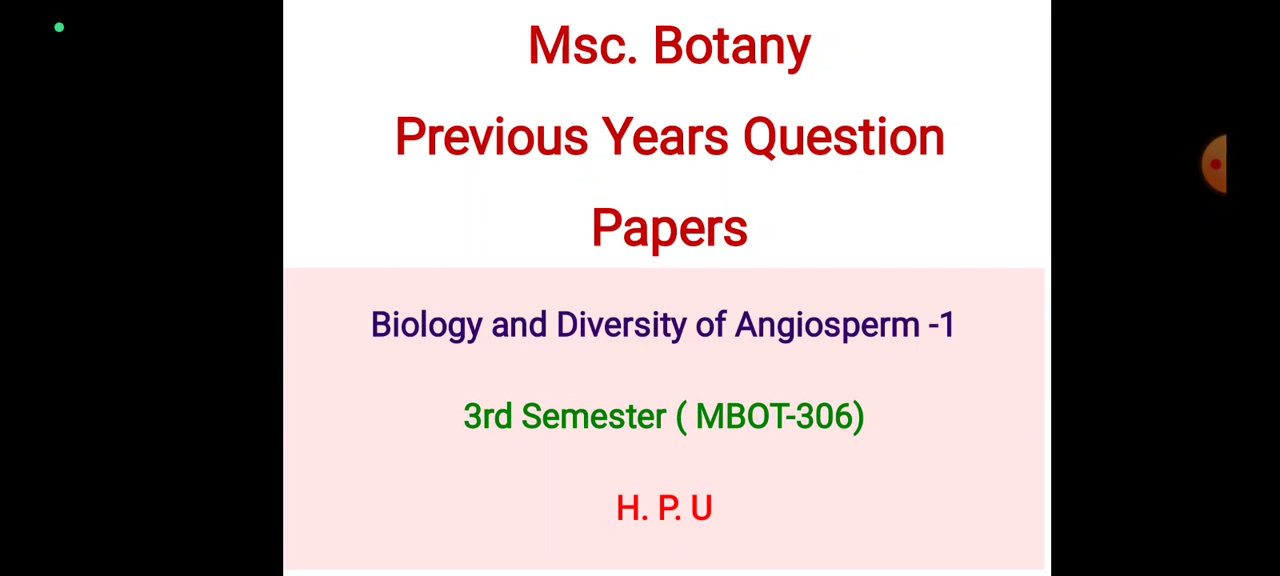 Msc. Botany
Previous Years Question
Papers
Biology and Diversity of Angiosperm -1
3rd Semester ( MBOT-306)
H. P. U